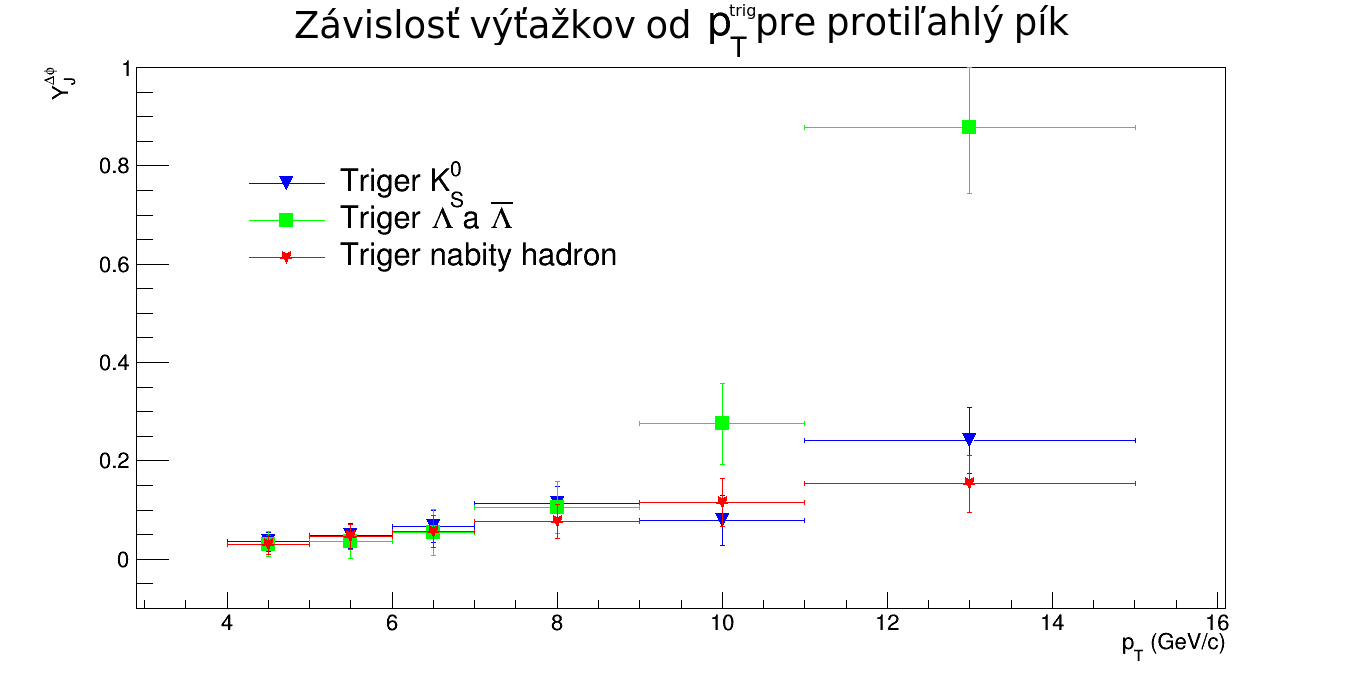 Závislosť výťažkov od p_T^trig pre protiľahlý pík
Y_J^Δϕ
1
0.8
0.6
0.4
0.2
0
Triger K_S^0
Triger Λ a Λ̅
Triger nabity hadron
4 6 8 10 12 14 16
p_T (GeV/c)